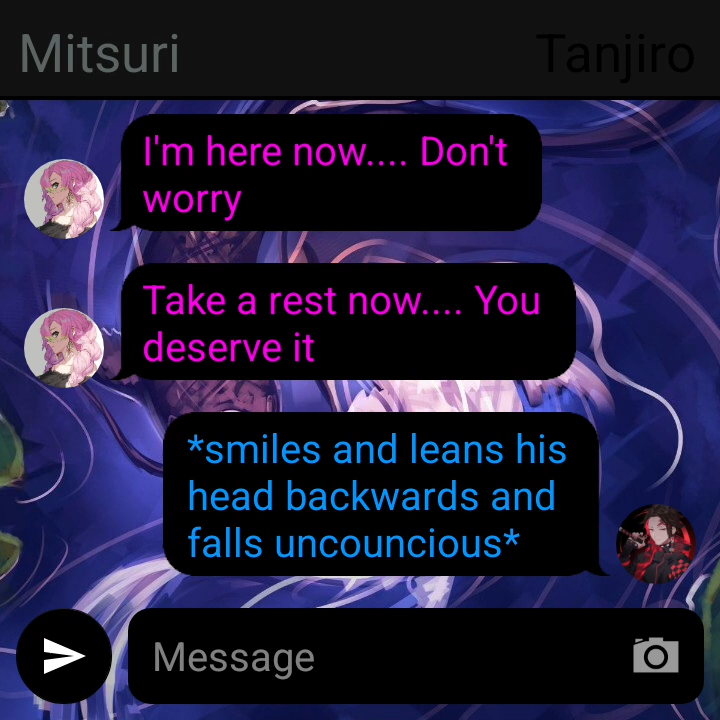 Mitsuri
Tanjiro
I'm here now.... Don't
worry
Take a rest now.... You
deserve it
*smiles and leans his
head backwards and
falls uncouncious*
Message